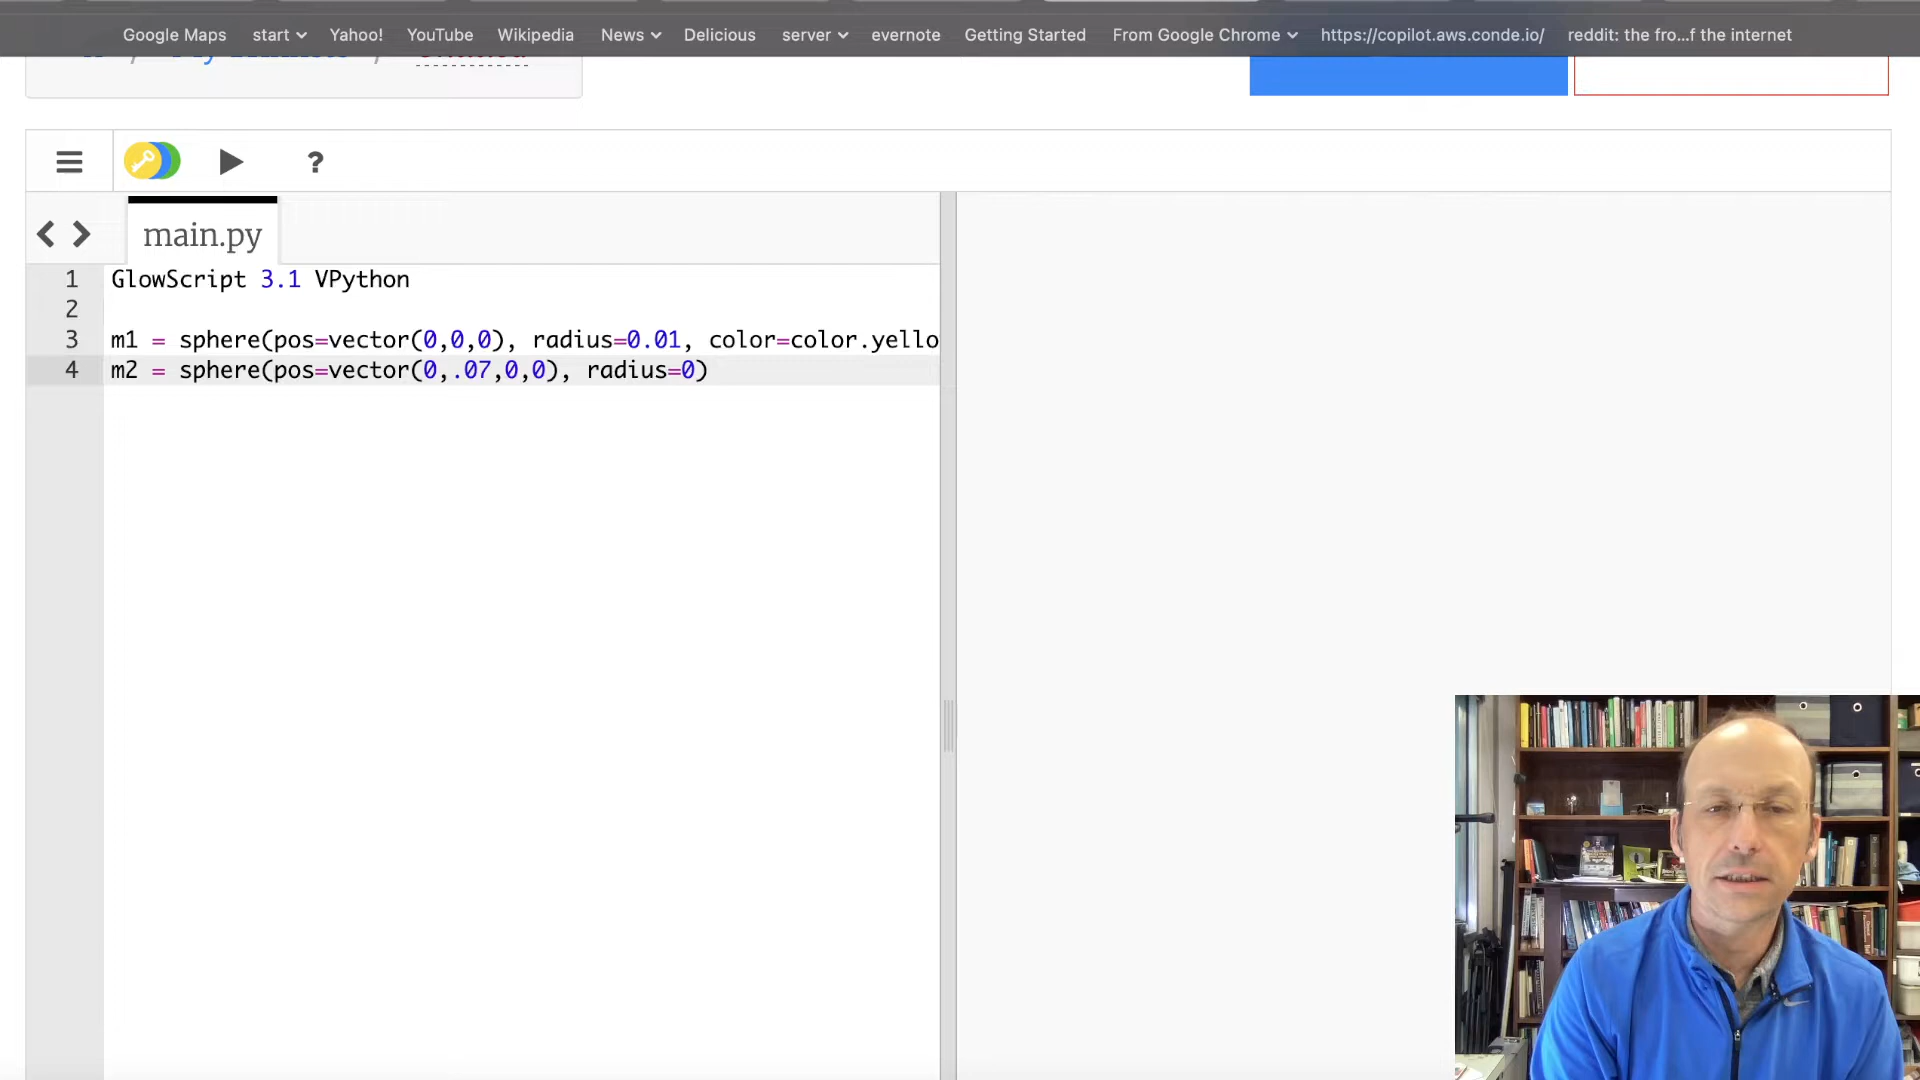 Google Maps start Yahoo! YouTube Wikipedia News Delicious server evernote Getting Started From Google Chrome https://copilot.aws.conde.io/ reddit: the fro...f the internet
?
main.py
1 GlowScript 3.1 VPython
2
3 m1 = sphere(pos=vector(0,0,0), radius=0.01, color=color.yello
4 m2 = sphere(pos=vector(0,.07,0,0), radius=0)